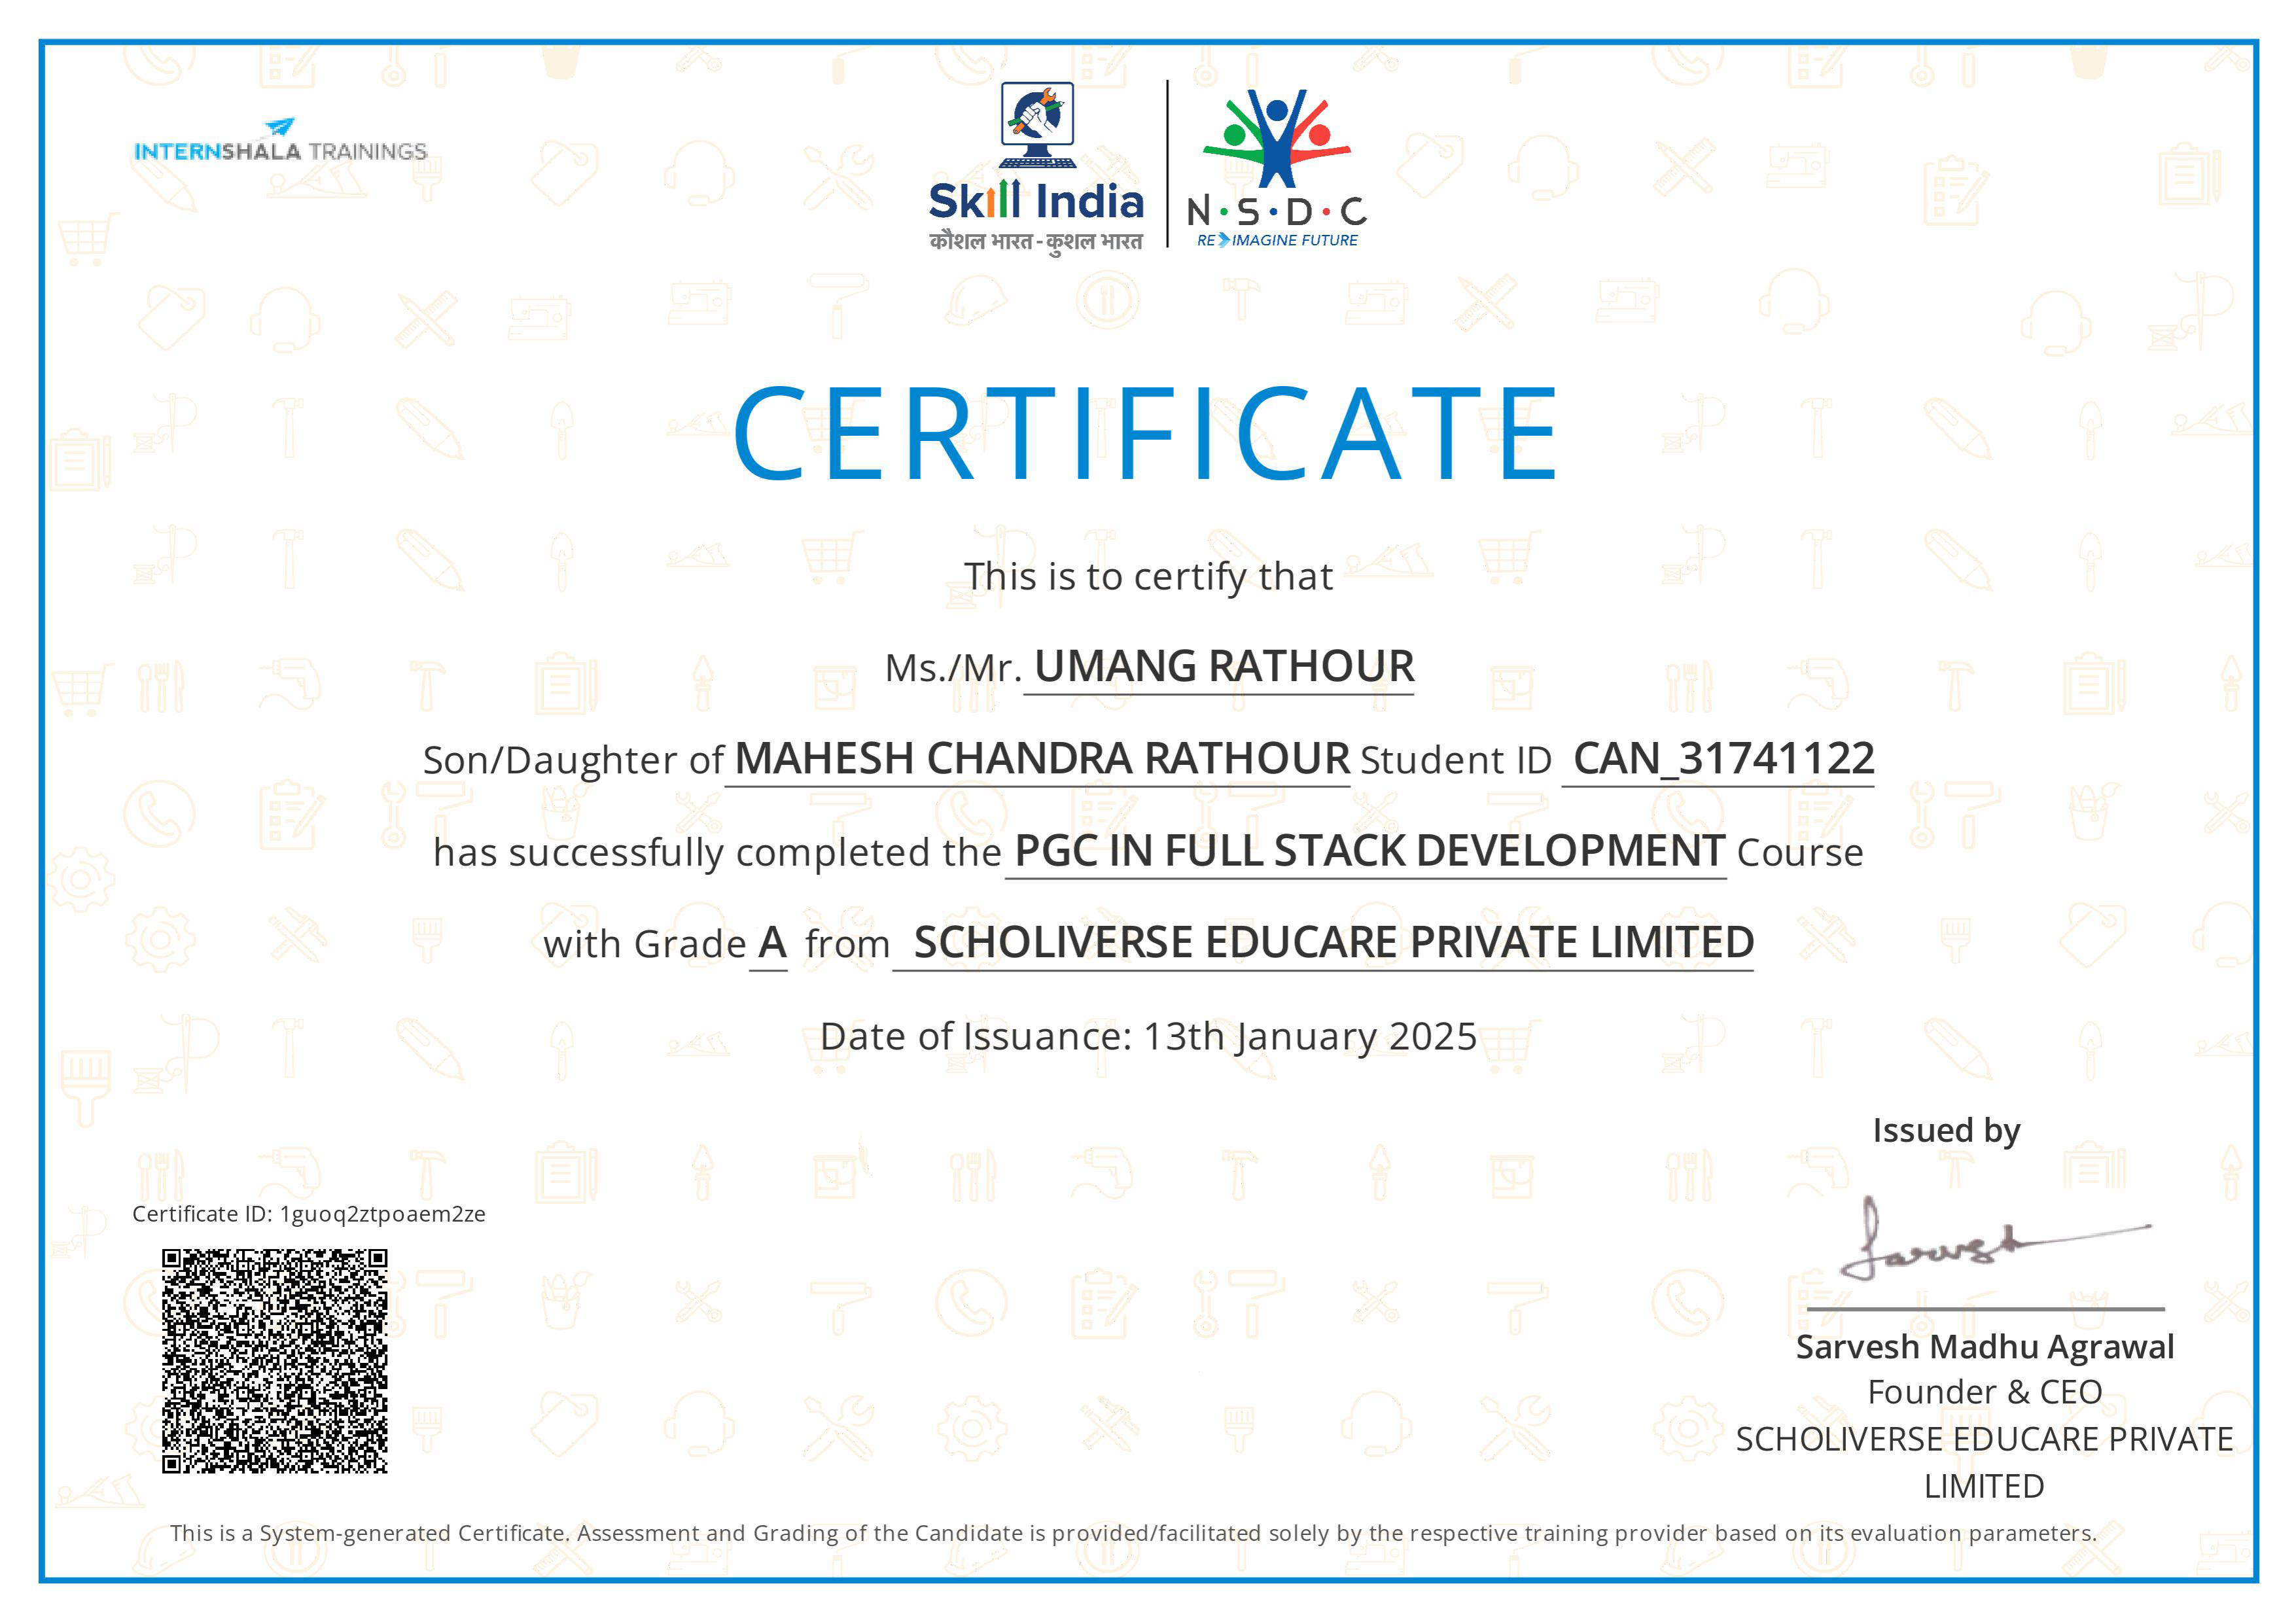 INTERNSHALA TRAININGS
Skill India
कौशल भारत - कुशल भारत
N·S·D·C
RE IMAGINE FUTURE
CERTIFICATE
This is to certify that
Ms./Mr. UMANG RATHOUR
Son/Daughter of MAHESH CHANDRA RATHOUR Student ID CAN_31741122
has successfully completed the PGC IN FULL STACK DEVELOPMENT Course
with Grade A from SCHOLIVERSE EDUCARE PRIVATE LIMITED
Date of Issuance: 13th January 2025
Issued by
Certificate ID: 1guoq2ztpoaem2ze
Sarvesh Madhu Agrawal
Founder & CEO
SCHOLIVERSE EDUCARE PRIVATE
LIMITED
This is a System-generated Certificate. Assessment and Grading of the Candidate is provided/facilitated solely by the respective training provider based on its evaluation parameters.